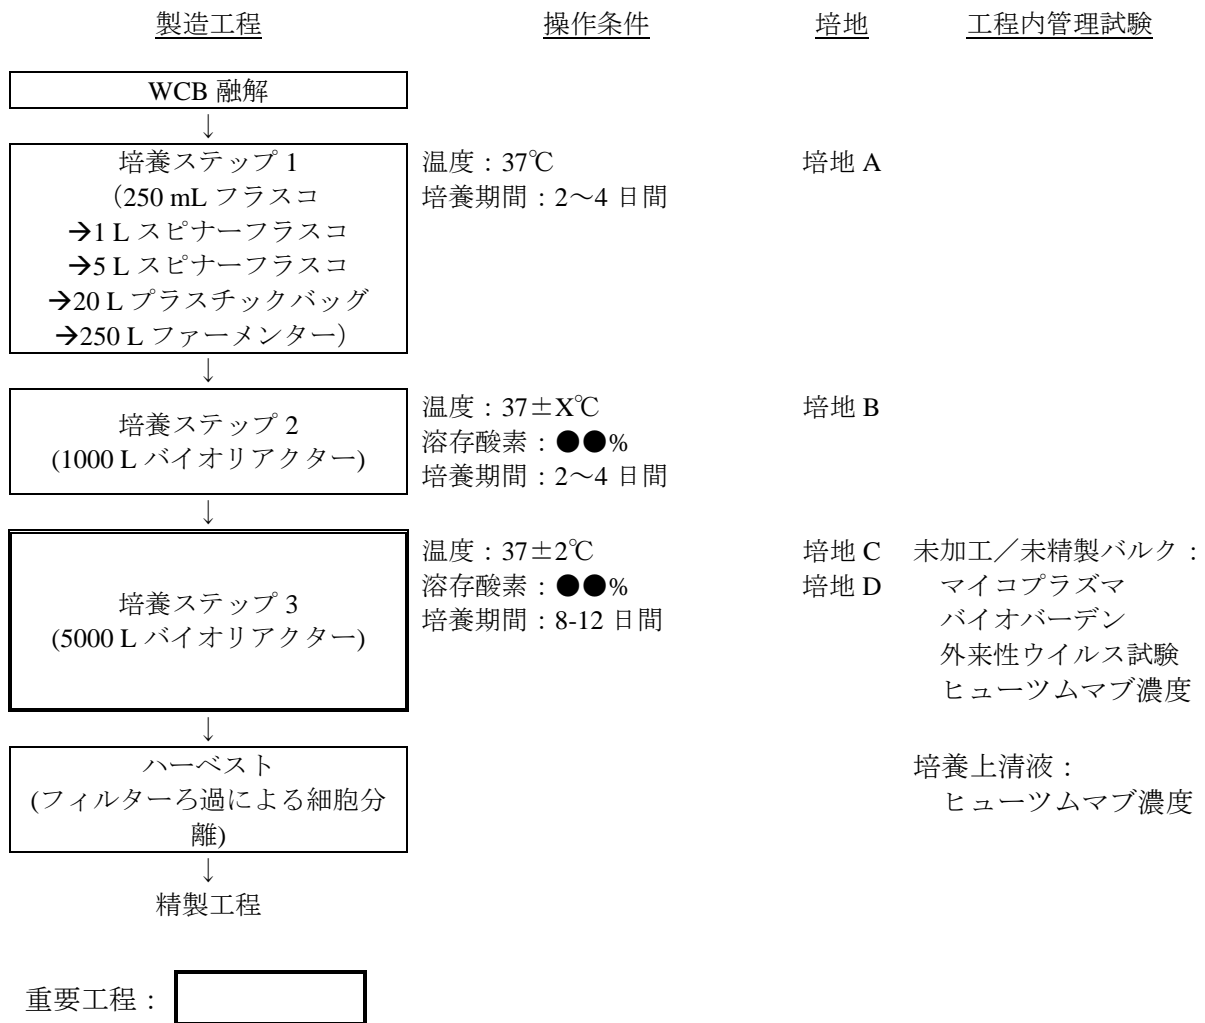 製造工程 操作条件 培地 工程内管理試験
WCB 融解
↓
培養ステップ 1 温度：37℃ 培地 A
（250 mL フラスコ 培養期間：2～4 日間
→1 L スピナーフラスコ
→5 L スピナーフラスコ
→20 L プラスチックバッグ
→250 L ファーメンター）
↓
培養ステップ 2
(1000 L バイオリアクター)
温度：37±X℃ 培地 B
溶存酸素：●●%
培養期間：2～4 日間
↓
培養ステップ 3
(5000 L バイオリアクター)
温度：37±2℃
溶存酸素：●●%
培養期間：8-12 日間
培地 C
培地 D
未加工／未精製バルク：
マイコプラズマ
バイオバーデン
外来性ウイルス試験
ヒューツムマブ濃度
↓
ハーベスト
(フィルターろ過による細胞分
離)
培養上清液：
ヒューツムマブ濃度
↓
精製工程
重要工程：